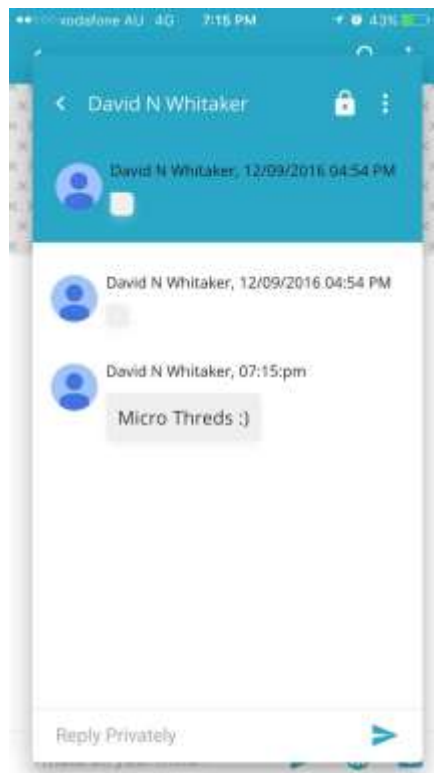 vodafone AU 4G 7:15 PM 43%
David N Whitaker
David N Whitaker, 12/09/2016 04:54 PM
David N Whitaker, 12/09/2016 04:54 PM
David N Whitaker, 07:15:pm
Micro Threds :)
Reply Privately